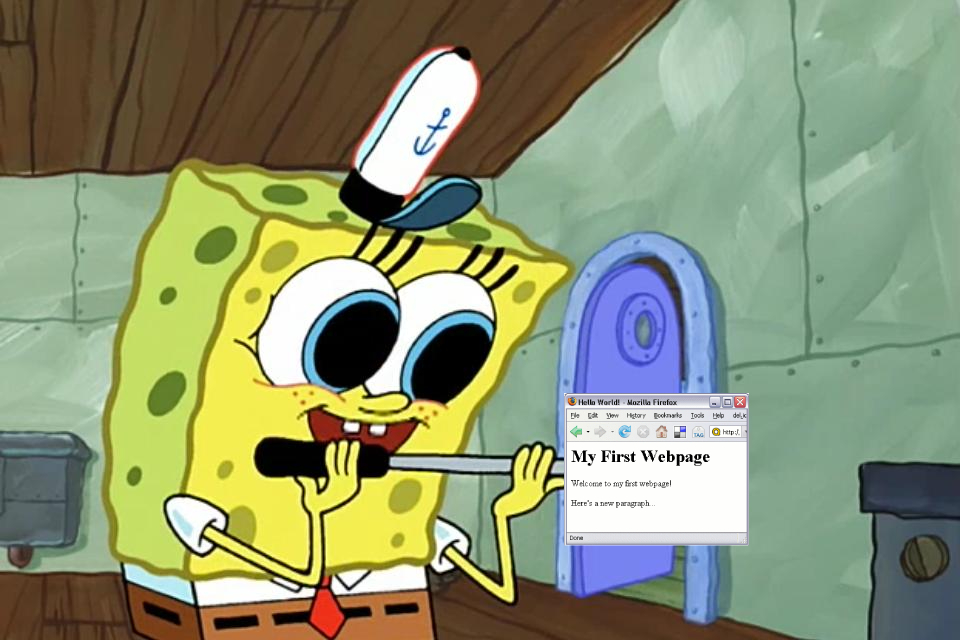 Hello World! - Mozilla Firefox
File Edit View History Bookmarks Tools Help
TAG http:/
My First Webpage
Welcome to my first webpage!
Here's a new paragraph...
Done